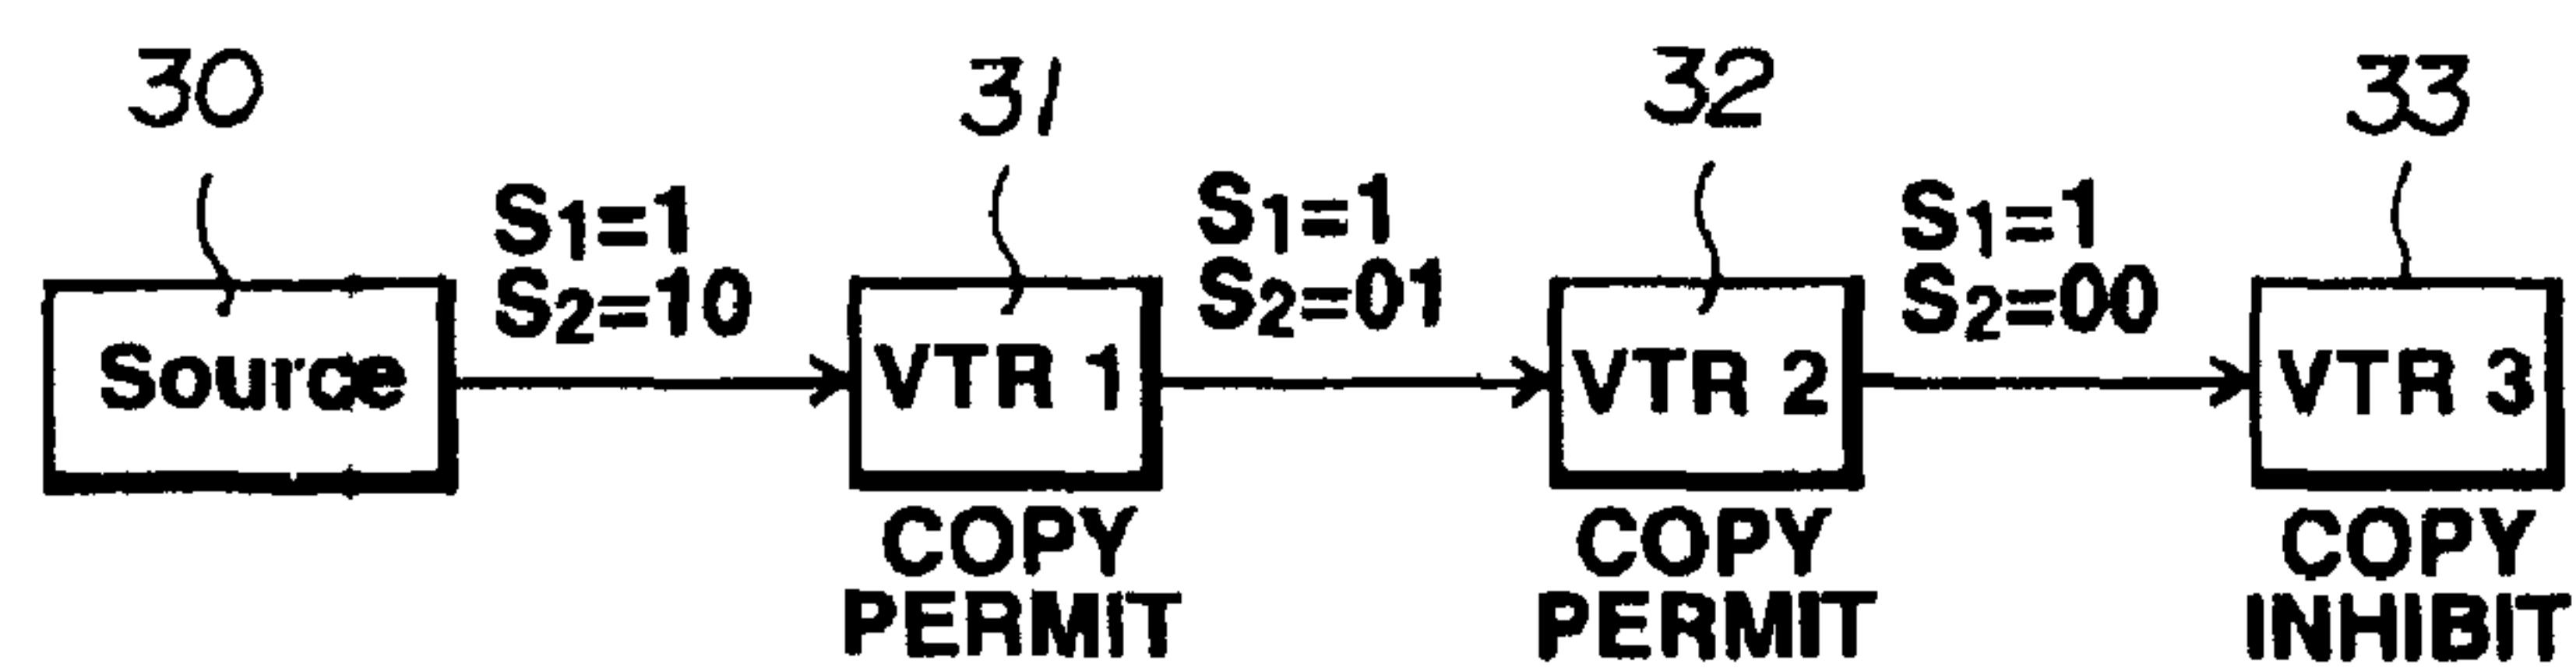 30
31
32
33
S1=1
S2=10
S1=1
S2=01
S1=1
S2=00
Source
VTR 1
VTR 2
VTR 3
COPY
PERMIT
COPY
PERMIT
COPY
INHIBIT